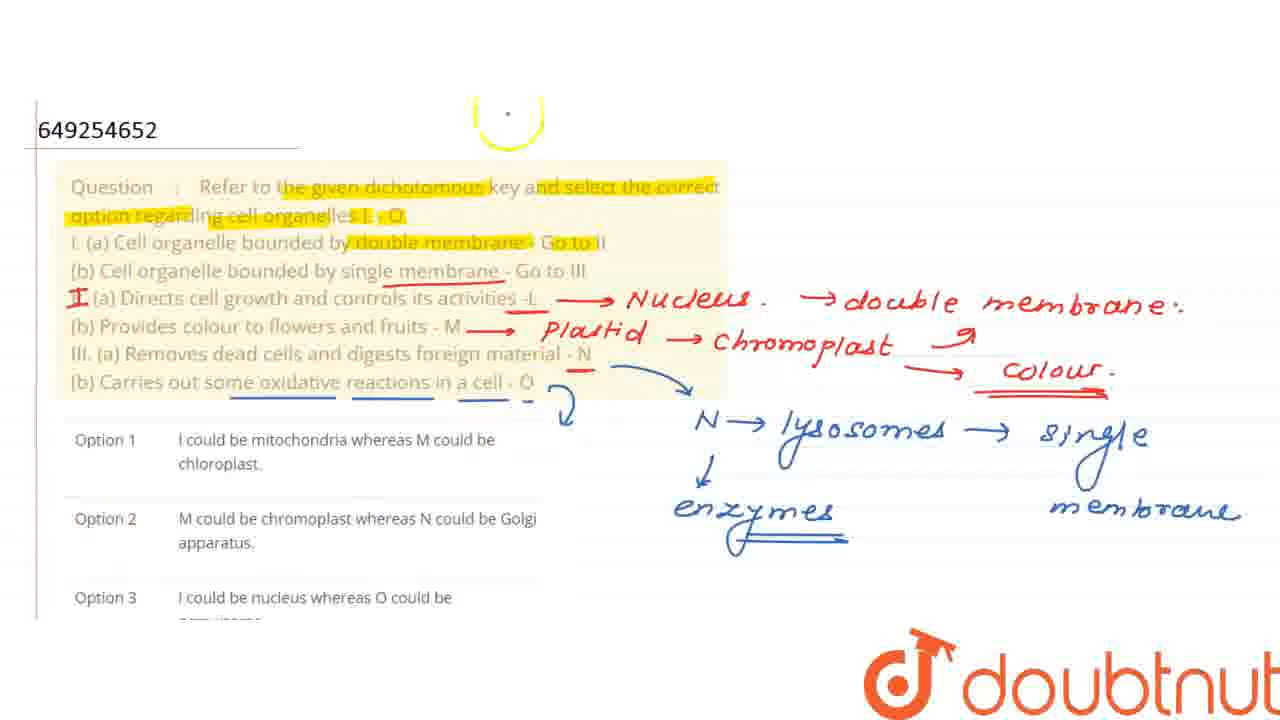 649254652
Question : Refer to the given dichotomous key and select the correct
option regarding cell organelles L - O.
I. (a) Cell organelle bounded by double membrane - Go to II
(b) Cell organelle bounded by single membrane - Go to III
II (a) Directs cell growth and controls its activities -L → Nucleus. → double membrane.
(b) Provides colour to flowers and fruits - M → Plastid → Chromoplast
→ colour.
III. (a) Removes dead cells and digests foreign material - N
(b) Carries out some oxidative reactions in a cell - O
N → lysosomes → single
membrane
enzymes
Option 1 l could be mitochondria whereas M could be
chloroplast.
Option 2 M could be chromoplast whereas N could be Golgi
apparatus.
Option 3 l could be nucleus whereas O could be
doubtnut